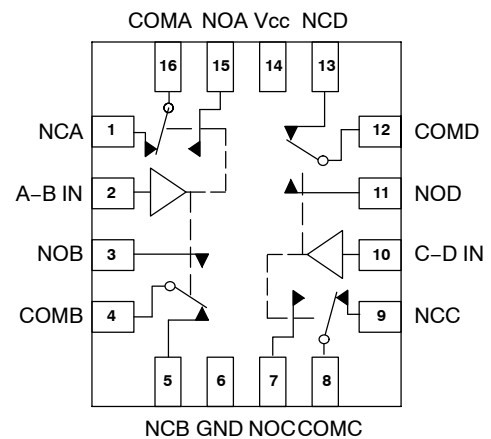 COMA NOA Vcc NCD
16 15 14 13
NCA 1 12 COMD
A−B IN 2 11 NOD
NOB 3 10 C−D IN
COMB 4 9 NCC
5 6 7 8
NCB GND NOC COMC